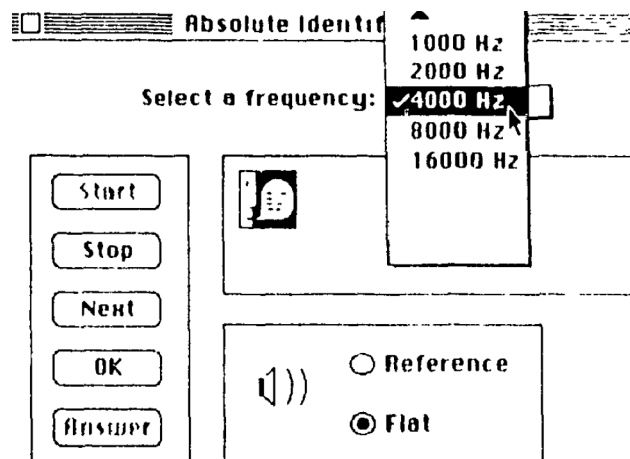 Absolute Identif
1000 Hz
2000 Hz
Select a frequency: ✓4000 Hz
8000 Hz
16000 Hz
Start
Stop
Next
OK
Answer
Reference
Flat